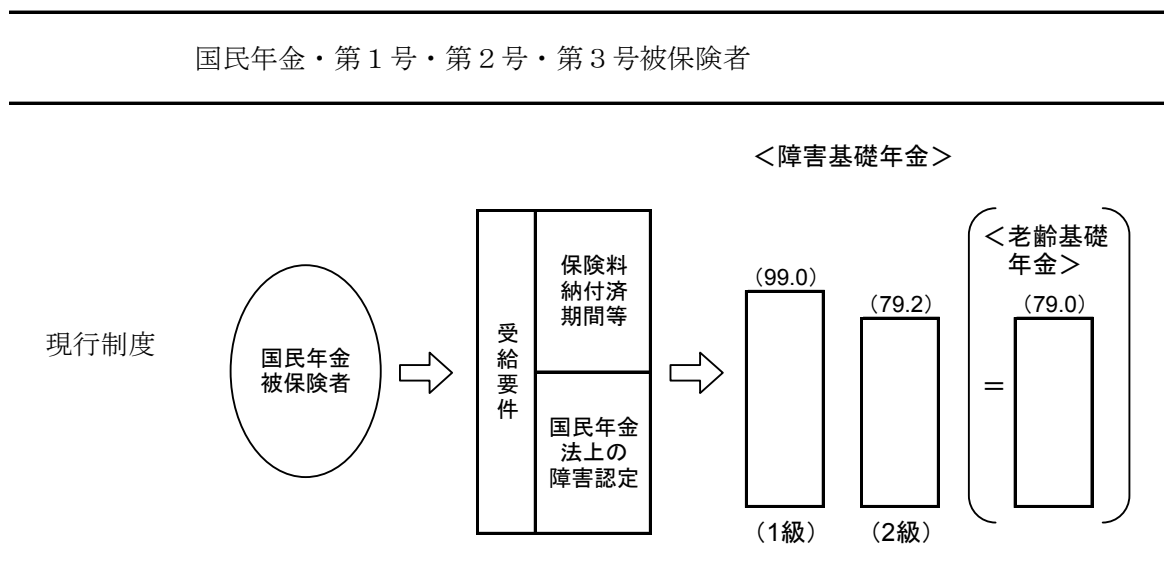 国民年金・第１号・第２号・第３号被保険者
現行制度
国民年金
被保険者
受給要件
保険料
納付済
期間等
国民年金
法上の
障害認定
＜障害基礎年金＞
（99.0）
（1級）
（79.2）
（2級）
＝
＜老齢基礎
年金＞
（79.0）